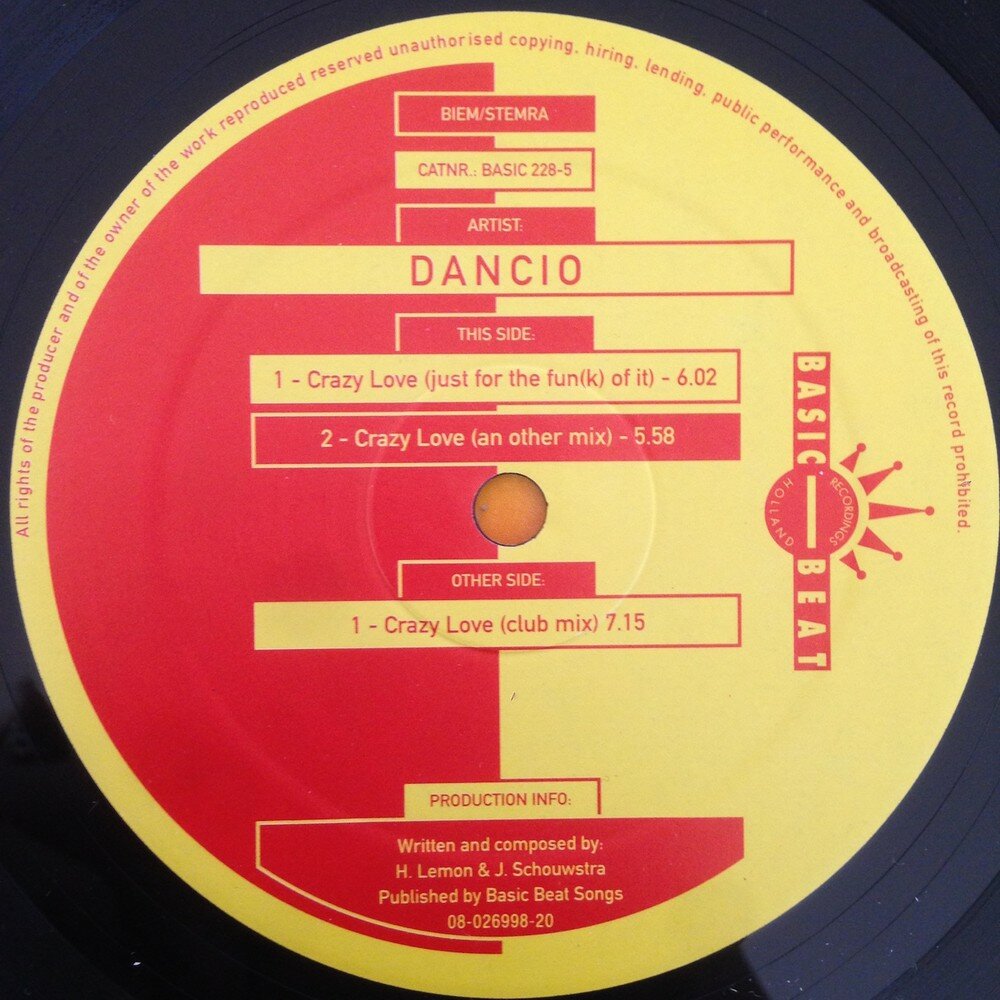 All rights of the producer and of the owner of the work reproduced reserved unauthorised copying, hiring, lending, public performance and broadcasting of this record prohibited.
BIEM/STEMRA
CATNR.: BASIC 228-5
ARTIST:
DANCIO
THIS SIDE:
1 - Crazy Love (just for the fun(k) of it) - 6.02
2 - Crazy Love (an other mix) - 5.58
BASIC BEAT
RECORDINGS
HOLLAND
OTHER SIDE:
1 - Crazy Love (club mix) 7.15
PRODUCTION INFO:
Written and composed by:
H. Lemon & J. Schouwstra
Published by Basic Beat Songs
08-026998-20